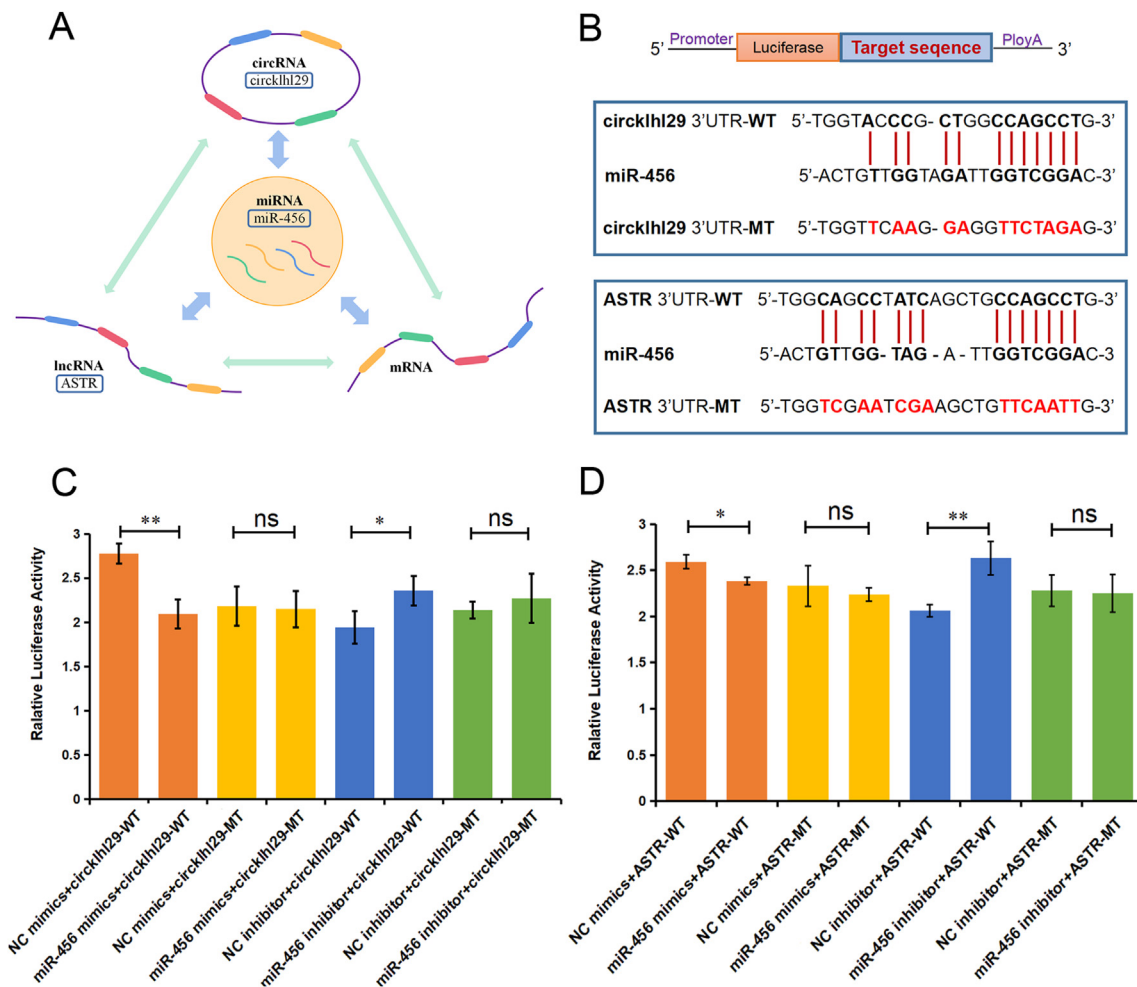 A
circRNA
circklhl29
miRNA
miR-456
lncRNA
ASTR
mRNA
B
5’ Promoter Luciferase Target seqence PloyA 3’
circklhl29 3’UTR-WT 5’-TGGTACCCG- CTGGCCAGCCTG-3’
miR-456 5’-ACTGTTGGTAGATTGGTCGGAC-3’
circklhl29 3’UTR-MT 5’-TGGTTCAAG- GAGGTTCTAGAG-3’
ASTR 3’UTR-WT 5’-TGGCAGCCTATCAGCTGCCAGCCTG-3’
miR-456 5’-ACTGTTGG-TAG - A - TTGGTCGGAC-3’
ASTR 3’UTR-MT 5’-TGGTCGAATCGAAGCTGTTCAATTG-3’
C
Ralative Luciferase Activity
3
2.5
2
1.5
1
0.5
0
**
ns
*
ns
NC mimics+circklhl29-WT
miR-456 mimics+circklhl29-WT
NC mimics+circklhl29-MT
miR-456 mimics+circklhl29-MT
NC inhibitor+circklhl29-WT
miR-456 inhibitor+circklhl29-WT
NC inhibitor+circklhl29-MT
miR-456 inhibitor+circklhl29-MT
D
Ralative Luciferase Activity
3
2.5
2
1.5
1
0.5
0
*
ns
**
ns
NC mimics+ASTR-WT
miR-456 mimics+ASTR-WT
NC mimics+ASTR-MT
miR-456 mimics+ASTR-MT
NC inhibitor+ASTR-WT
miR-456 inhibitor+ASTR-WT
NC inhibitor+ASTR-MT
miR-456 inhibitor+ASTR-MT